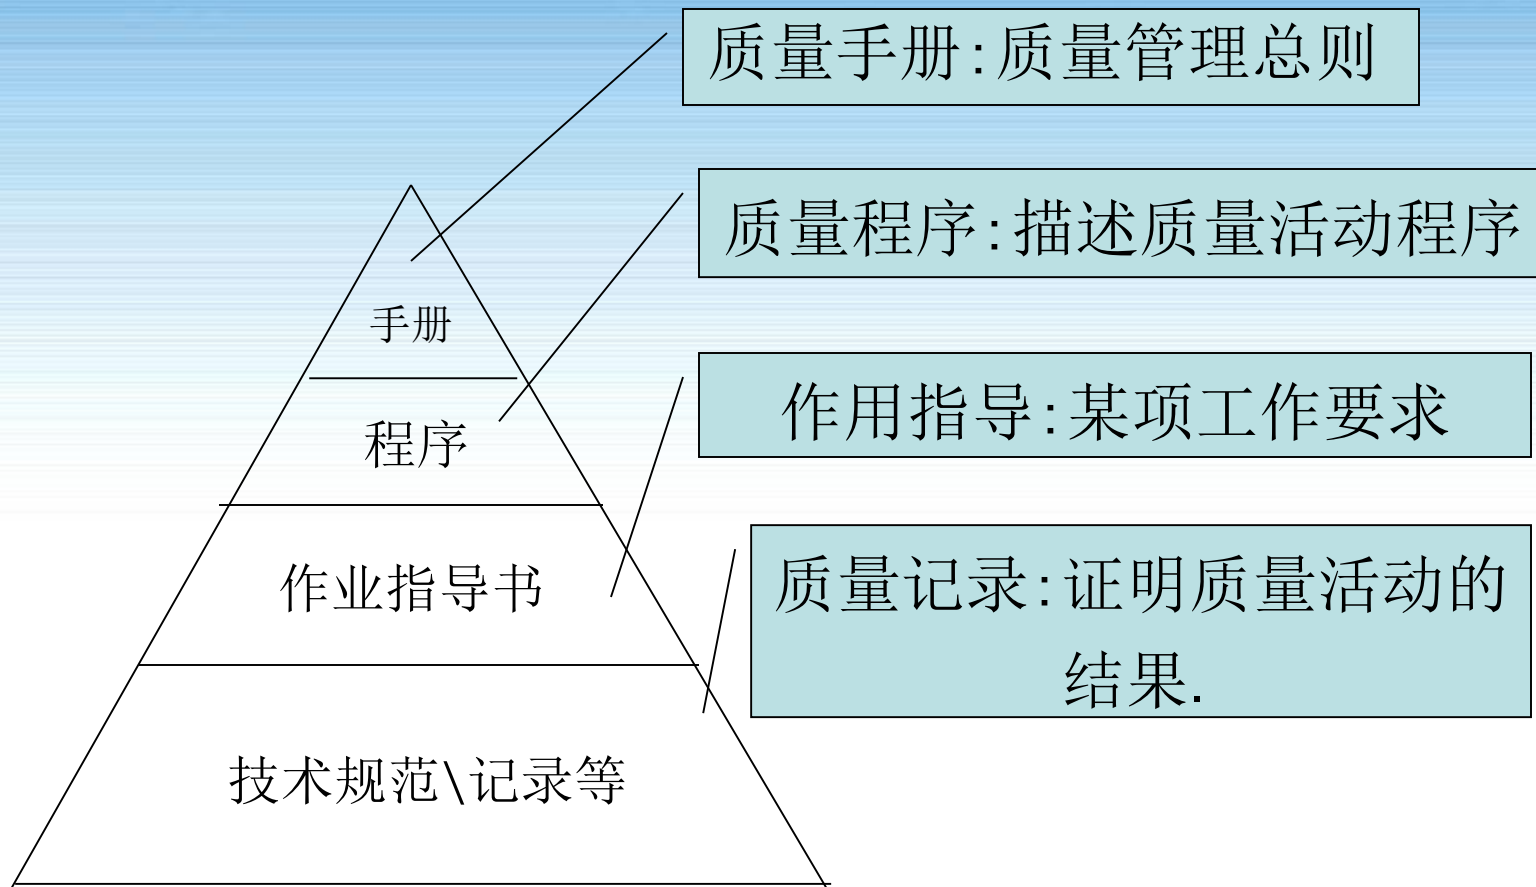 质量手册:质量管理总则
质量程序:描述质量活动程序
手册
作用指导:某项工作要求
程序
质量记录:证明质量活动的
结果.
作业指导书
技术规范\记录等